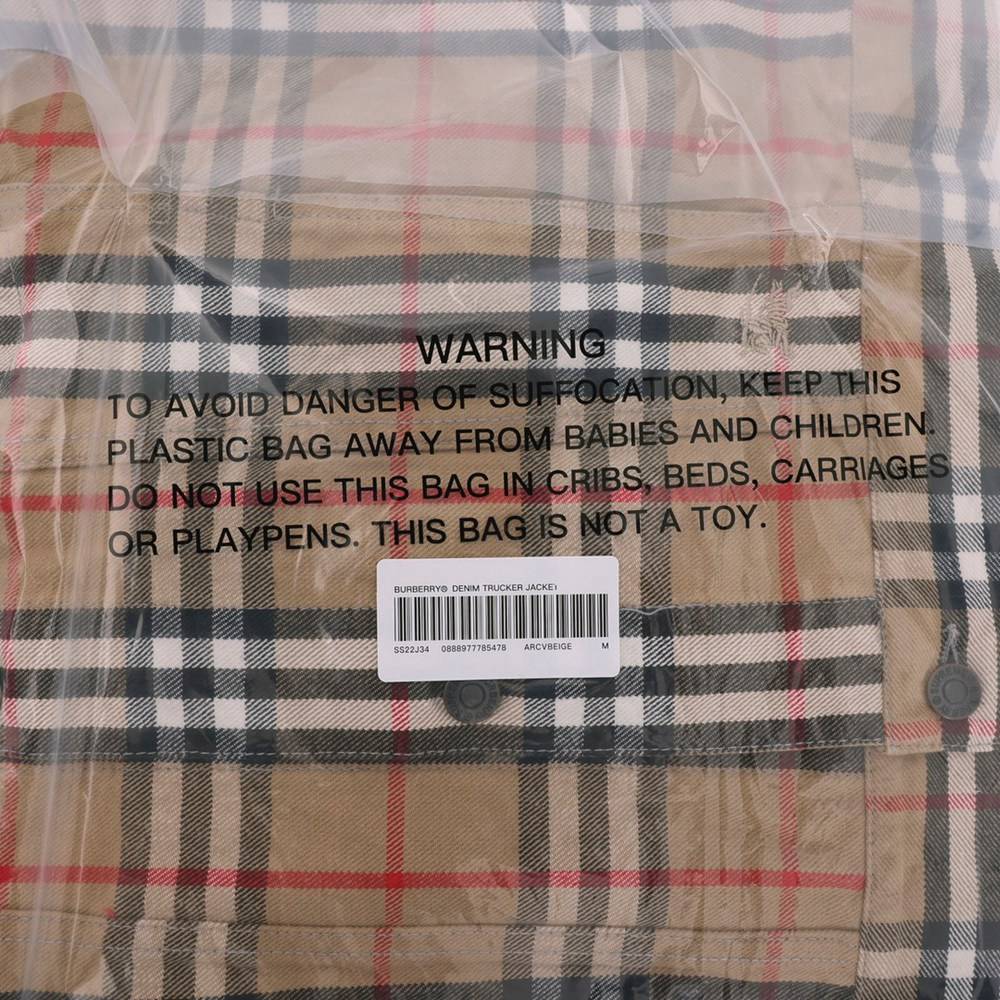 WARNING
TO AVOID DANGER OF SUFFOCATION, KEEP THIS
PLASTIC BAG AWAY FROM BABIES AND CHILDREN.
DO NOT USE THIS BAG IN CRIBS, BEDS, CARRIAGES
OR PLAYPENS. THIS BAG IS NOT A TOY.
BURBERRY® DENIM TRUCKER JACKET
SS22J34 0888977785478 ARCVBEIGE M